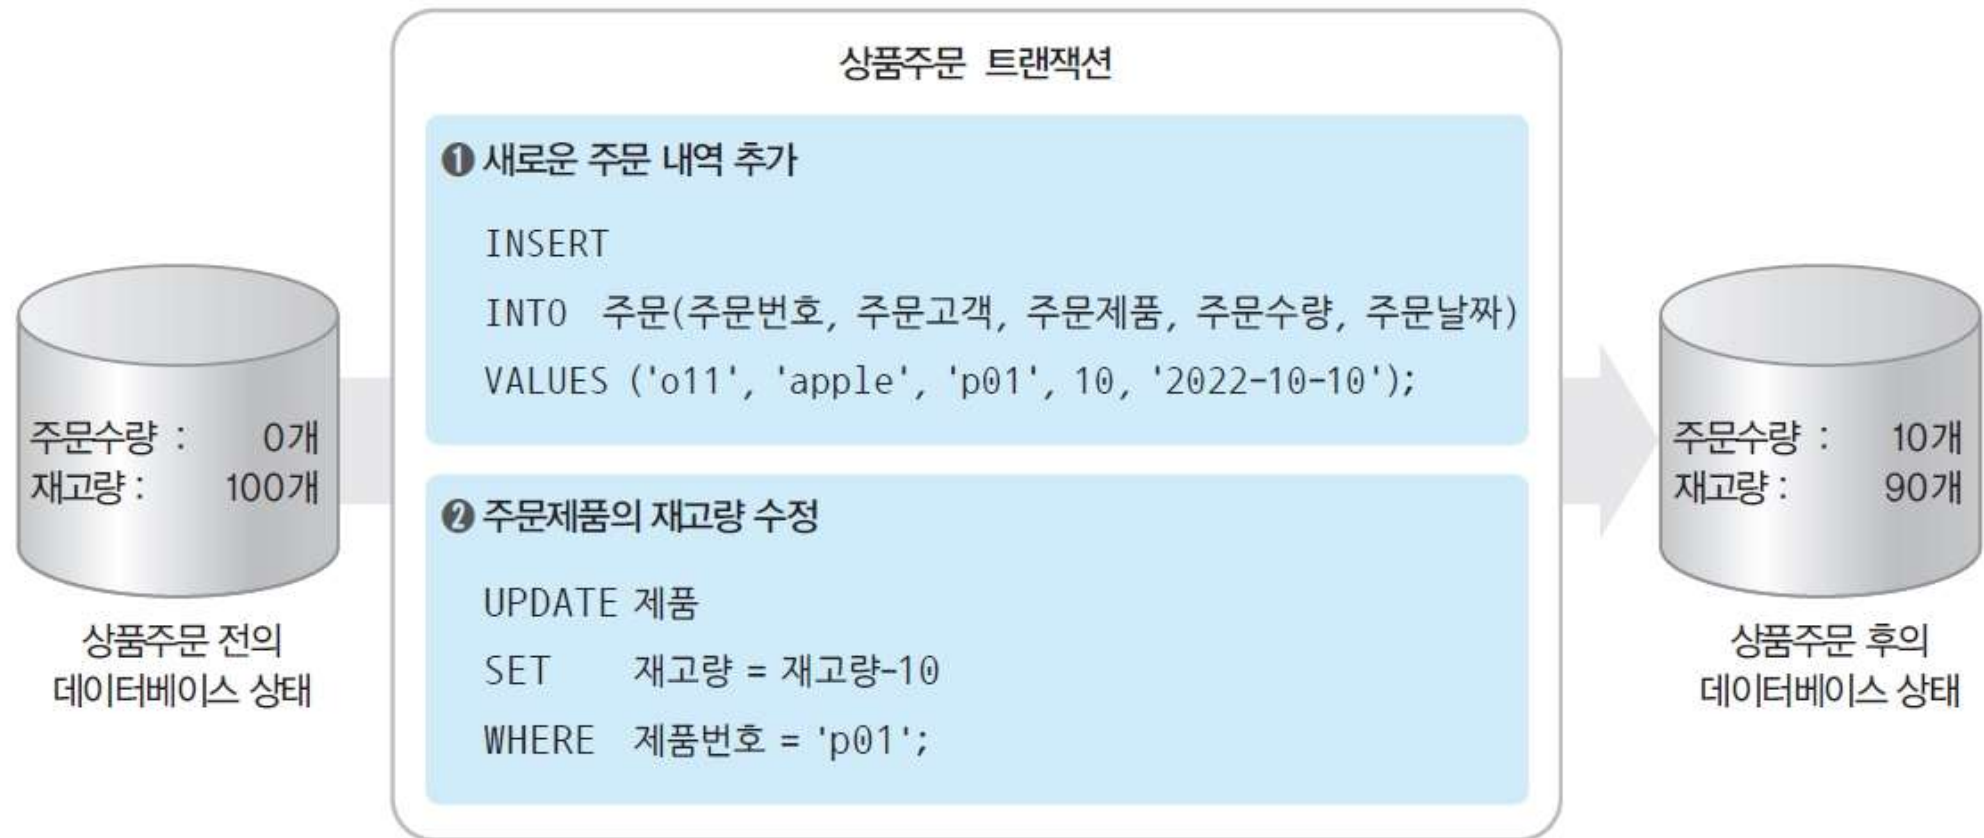 상품주문 트랜잭션
❶ 새로운 주문 내역 추가
INSERT
INTO 주문(주문번호, 주문고객, 주문제품, 주문수량, 주문날짜)
VALUES ('o11', 'apple', 'p01', 10, '2022-10-10');
❷ 주문제품의 재고량 수정
UPDATE 제품
SET 재고량 = 재고량-10
WHERE 제품번호 = 'p01';
주문수량 : 0개
재고량 : 100개
상품주문 전의
데이터베이스 상태
주문수량 : 10개
재고량 : 90개
상품주문 후의
데이터베이스 상태